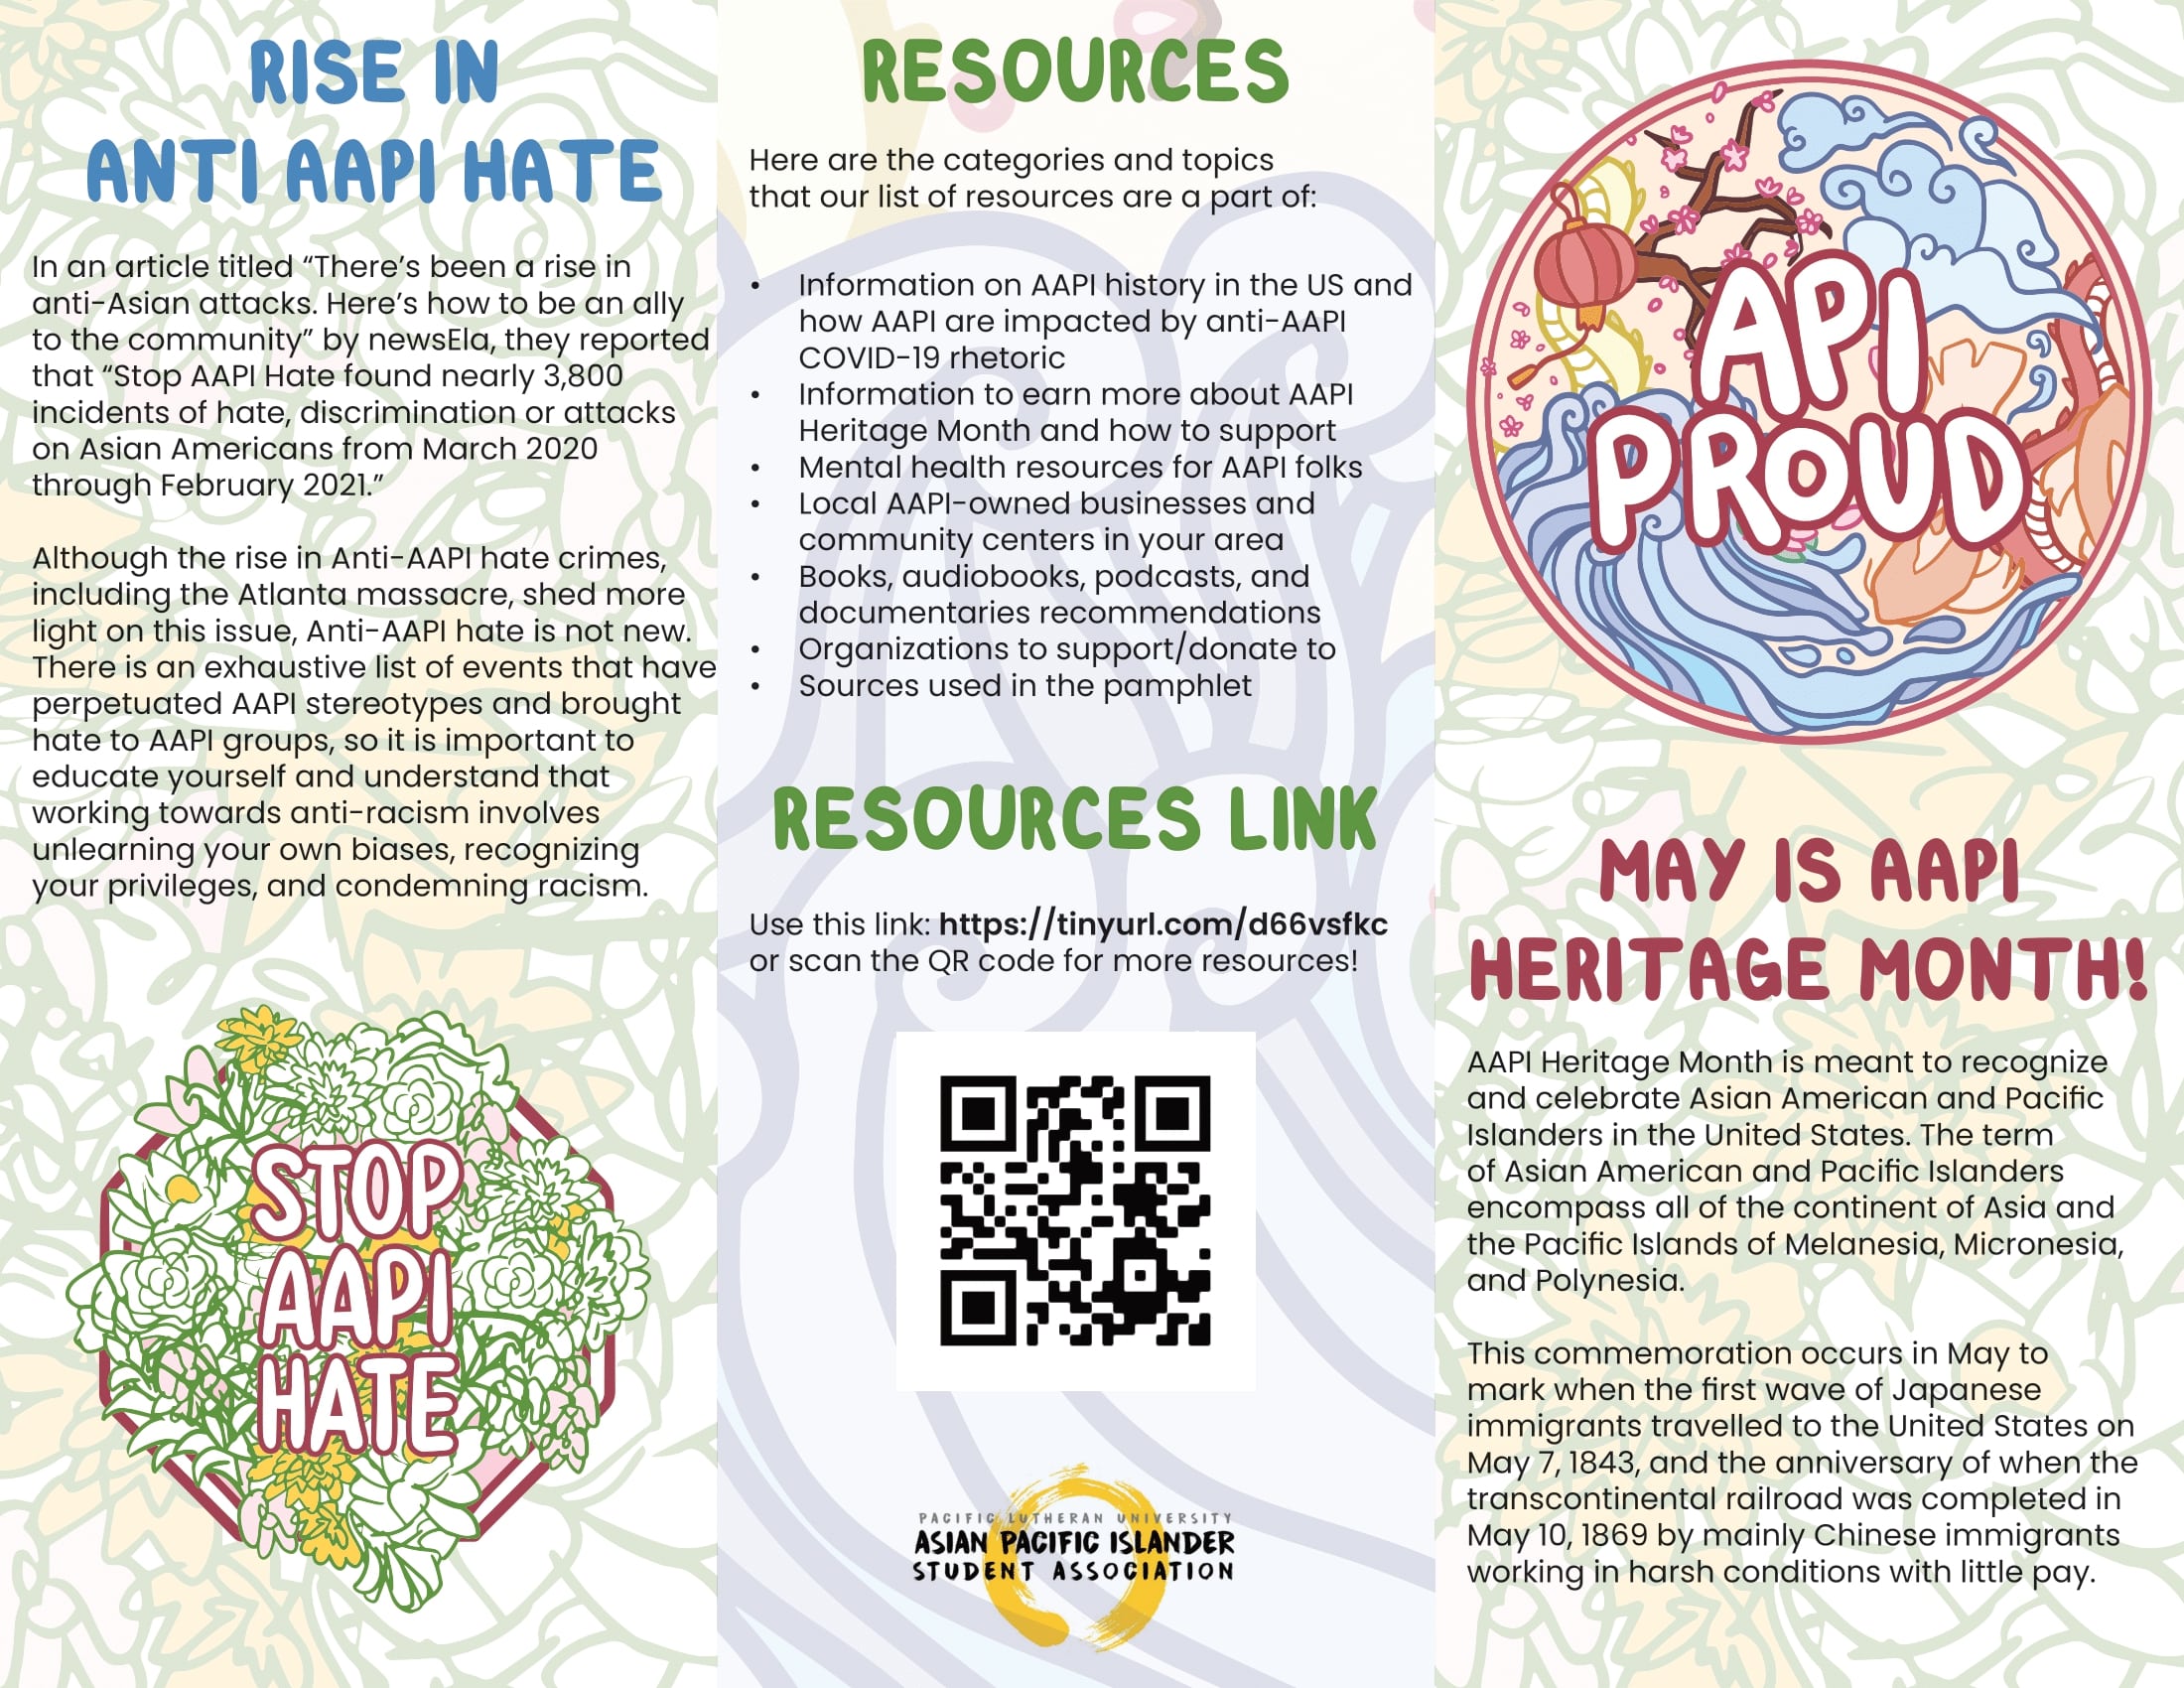 RISE IN
ANTI AAPI HATE
In an article titled “There’s been a rise in
anti-Asian attacks. Here’s how to be an ally
to the community” by newsEla, they reported
that “Stop AAPI Hate found nearly 3,800
incidents of hate, discrimination or attacks
on Asian Americans from March 2020
through February 2021.”
Although the rise in Anti-AAPI hate crimes,
including the Atlanta massacre, shed more
light on this issue, Anti-AAPI hate is not new.
There is an exhaustive list of events that have
perpetuated AAPI stereotypes and brought
hate to AAPI groups, so it is important to
educate yourself and understand that
working towards anti-racism involves
unlearning your own biases, recognizing
your privileges, and condemning racism.
STOP
AAPI
HATE
RESOURCES
Here are the categories and topics
that our list of resources are a part of:
• Information on AAPI history in the US and
how AAPI are impacted by anti-AAPI
COVID-19 rhetoric
• Information to earn more about AAPI
Heritage Month and how to support
• Mental health resources for AAPI folks
• Local AAPI-owned businesses and
community centers in your area
• Books, audiobooks, podcasts, and
documentaries recommendations
• Organizations to support/donate to
• Sources used in the pamphlet
RESOURCES LINK
Use this link: https://tinyurl.com/d66vsfkc
or scan the QR code for more resources!
PACIFIC LUTHERAN UNIVERSITY
ASIAN PACIFIC ISLANDER
STUDENT ASSOCIATION
API
PROUD
MAY IS AAPI
HERITAGE MONTH!
AAPI Heritage Month is meant to recognize
and celebrate Asian American and Pacific
Islanders in the United States. The term
of Asian American and Pacific Islanders
encompass all of the continent of Asia and
the Pacific Islands of Melanesia, Micronesia,
and Polynesia.
This commemoration occurs in May to
mark when the first wave of Japanese
immigrants travelled to the United States on
May 7, 1843, and the anniversary of when the
transcontinental railroad was completed in
May 10, 1869 by mainly Chinese immigrants
working in harsh conditions with little pay.